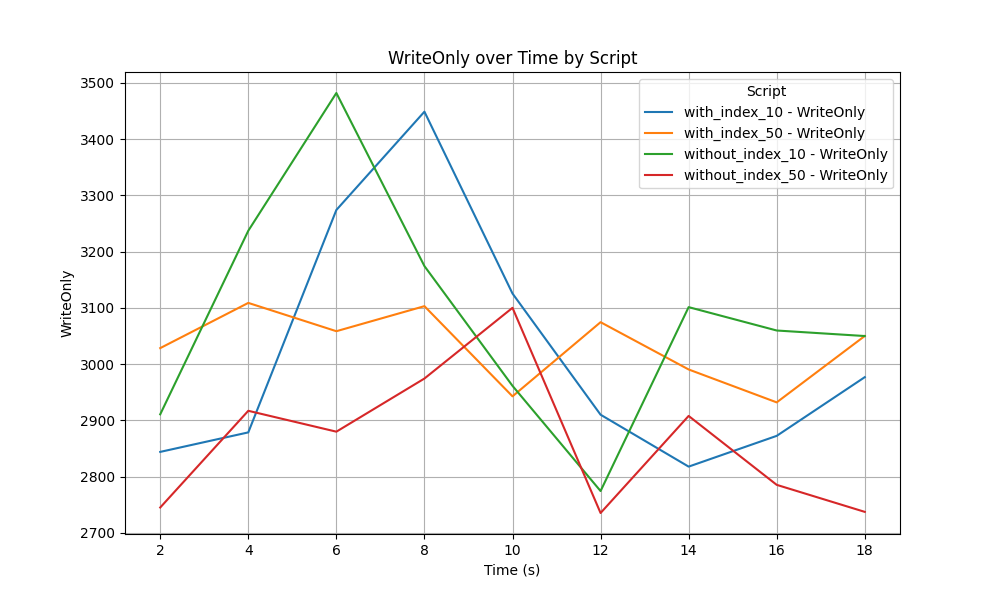 WriteOnly over Time by Script
3500
3400
3300
3200
3100
3000
2900
2800
2700
WriteOnly
Script
with_index_10 - WriteOnly
with_index_50 - WriteOnly
without_index_10 - WriteOnly
without_index_50 - WriteOnly
2 4 6 8 10 12 14 16 18
Time (s)